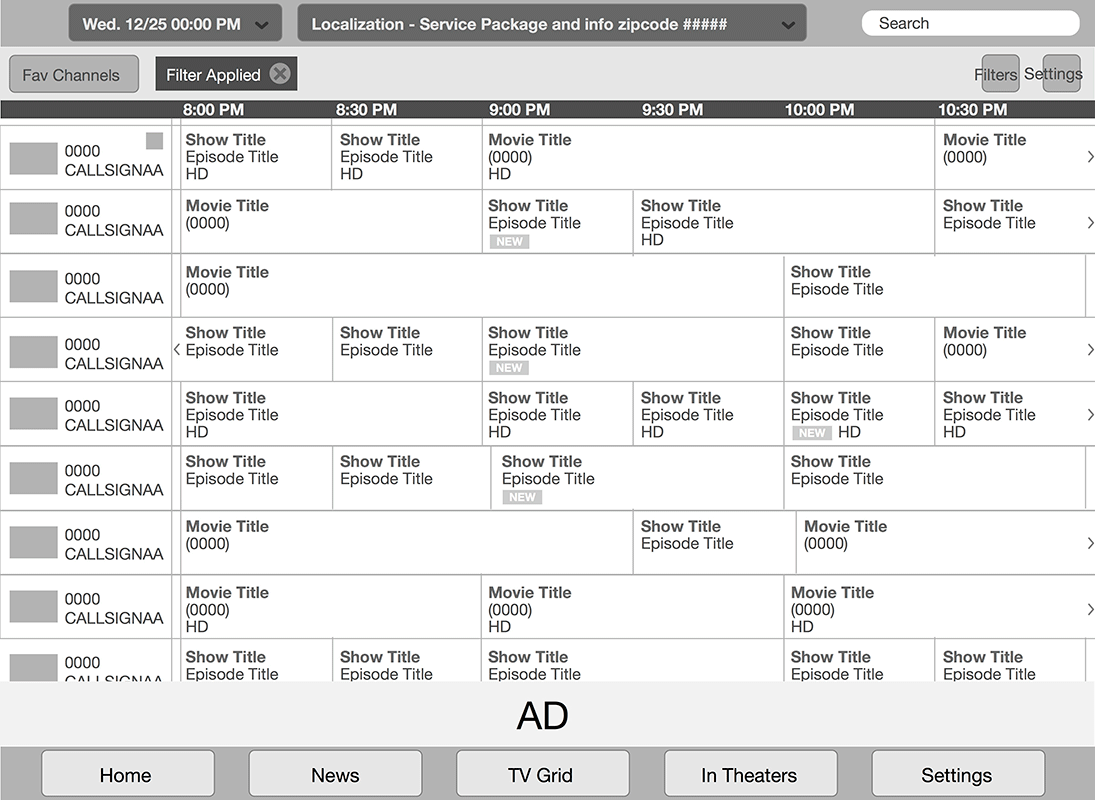 Wed. 12/25 00:00 PM Localization - Service Package and info zipcode ##### Search
Fav Channels Filter Applied Filters Settings
8:00 PM 8:30 PM 9:00 PM 9:30 PM 10:00 PM 10:30 PM
0000
CALLSIGNAA
Show Title
Episode Title
HD
Show Title
Episode Title
HD
Movie Title
(0000)
HD
Movie Title
(0000)
0000
CALLSIGNAA
Movie Title
(0000)
Show Title
Episode Title
NEW
Show Title
Episode Title
HD
Show Title
Episode Title
0000
CALLSIGNAA
Movie Title
(0000)
Show Title
Episode Title
0000
CALLSIGNAA
Show Title
Episode Title
Show Title
Episode Title
Show Title
Episode Title
NEW
Show Title
Episode Title
Movie Title
(0000)
0000
CALLSIGNAA
Show Title
Episode Title
HD
Show Title
Episode Title
HD
Show Title
Episode Title
HD
Show Title
Episode Title
NEW HD
Show Title
Episode Title
HD
0000
CALLSIGNAA
Show Title
Episode Title
Show Title
Episode Title
Show Title
Episode Title
NEW
Show Title
Episode Title
0000
CALLSIGNAA
Movie Title
(0000)
Show Title
Episode Title
Movie Title
(0000)
0000
CALLSIGNAA
Movie Title
(0000)
HD
Movie Title
(0000)
HD
Movie Title
(0000)
HD
0000
CALLSIGNAA
Show Title
Episode Title
Show Title
Episode Title
Show Title
Episode Title
Show Title
Episode Title
Show Title
Episode Title
AD
Home News TV Grid In Theaters Settings